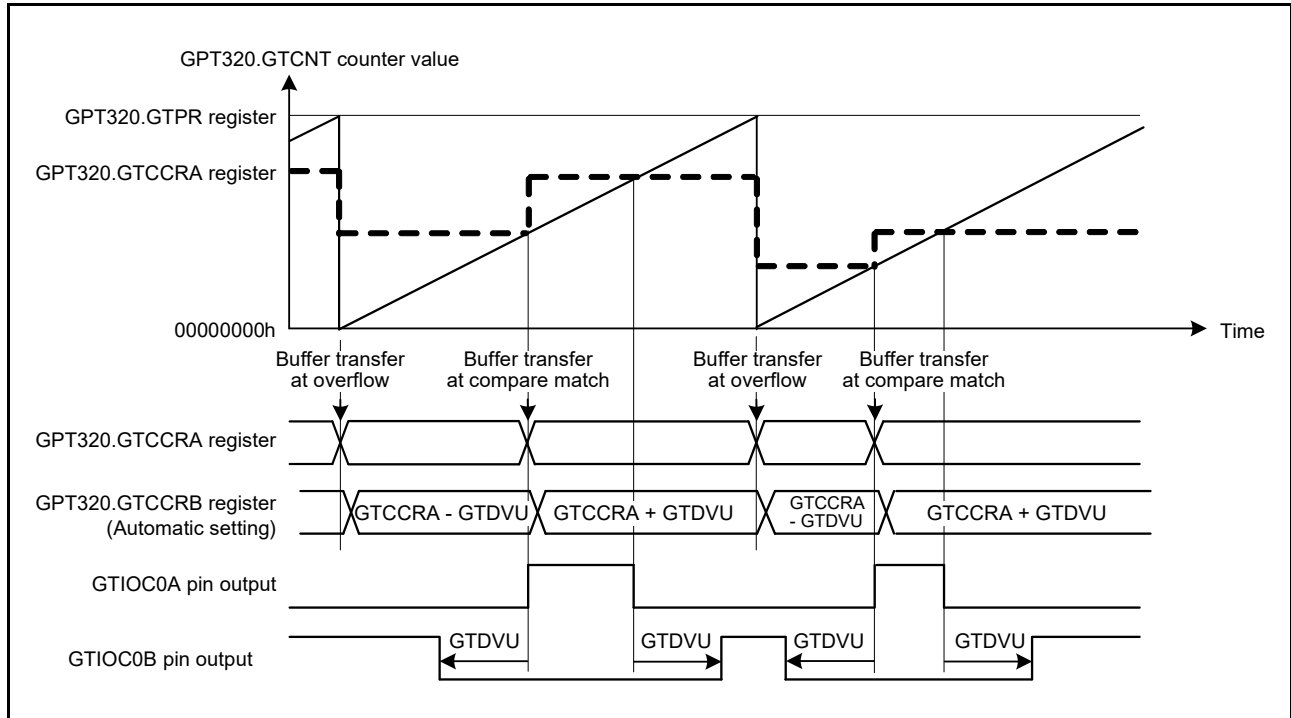 GPT320.GTCNT counter value
GPT320.GTPR register
GPT320.GTCCRA register
00000000h
Time
Buffer transfer
at overflow
Buffer transfer
at compare match
Buffer transfer
at overflow
Buffer transfer
at compare match
GPT320.GTCCRA register
GPT320.GTCCRB register
(Automatic setting)
GTCCRA - GTDVU
GTCCRA + GTDVU
GTCCRA
- GTDVU
GTCCRA + GTDVU
GTIOC0A pin output
GTIOC0B pin output
GTDVU
GTDVU
GTDVU
GTDVU